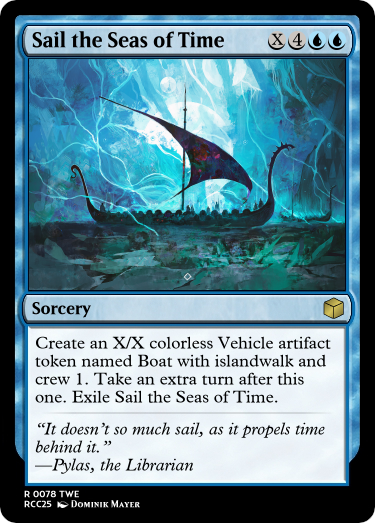 Sail the Seas of Time X 4
Sorcery
Create an X/X colorless Vehicle artifact
token named Boat with islandwalk and
crew 1. Take an extra turn after this
one. Exile Sail the Seas of Time.
“It doesn’t so much sail, as it propels time
behind it.”
—Pylas, the Librarian
R 0078 TWE
RCC25 Dominik Mayer